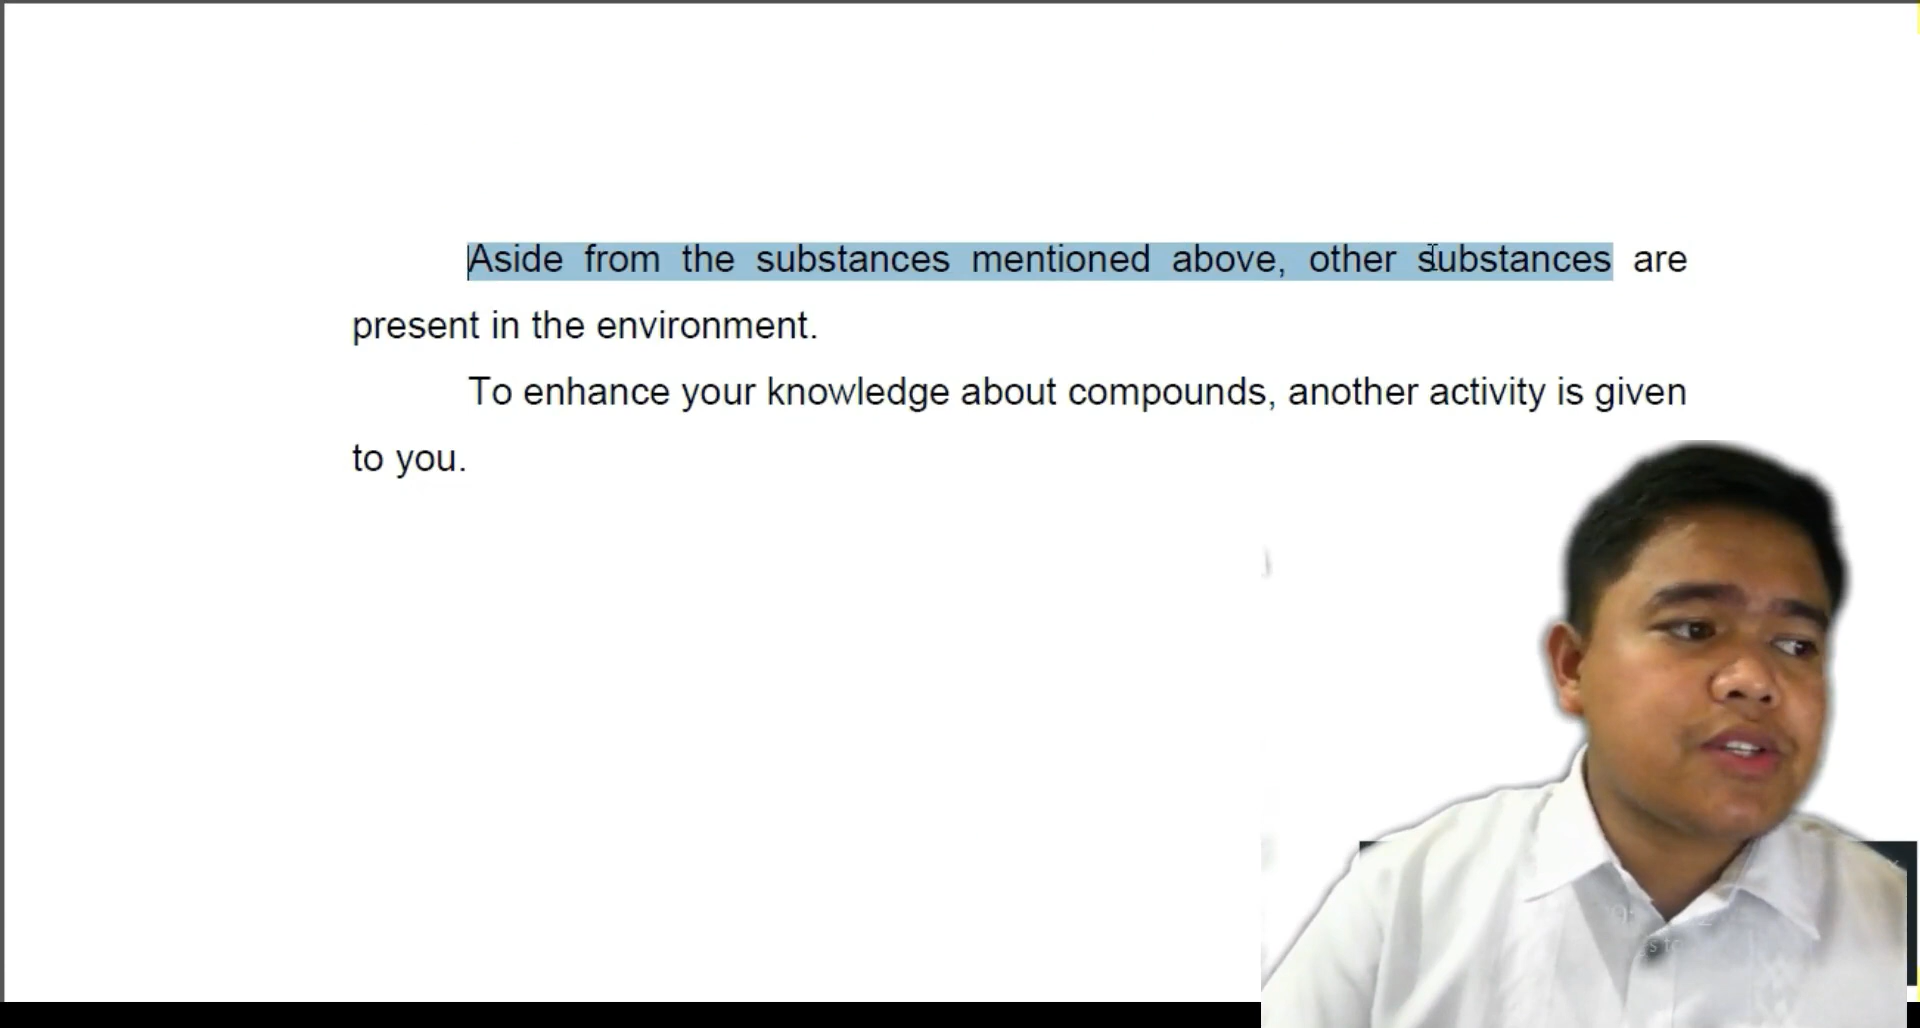 Aside from the substances mentioned above, other substances are
present in the environment.
To enhance your knowledge about compounds, another activity is given
to you.